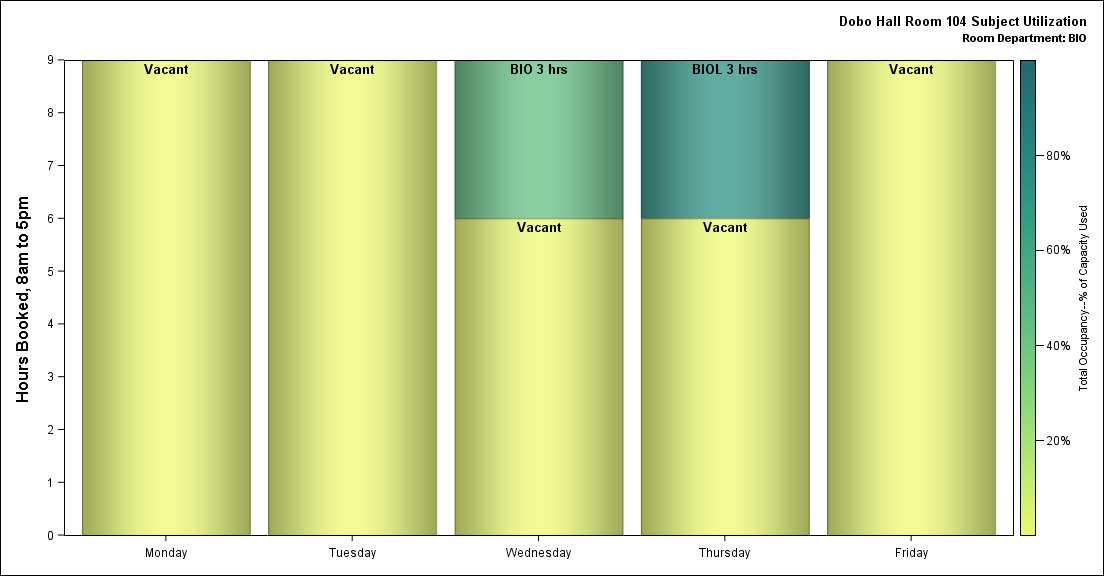 Dobo Hall Room 104 Subject Utilization
Room Department: BIO
Hours Booked, 8am to 5pm
9
8
7
6
5
4
3
2
1
0
Vacant
Vacant
BIO 3 hrs
BIOL 3 hrs
Vacant
Vacant
Vacant
Monday
Tuesday
Wednesday
Thursday
Friday
80%
60%
40%
20%
Total Occupancy--% of Capacity Used